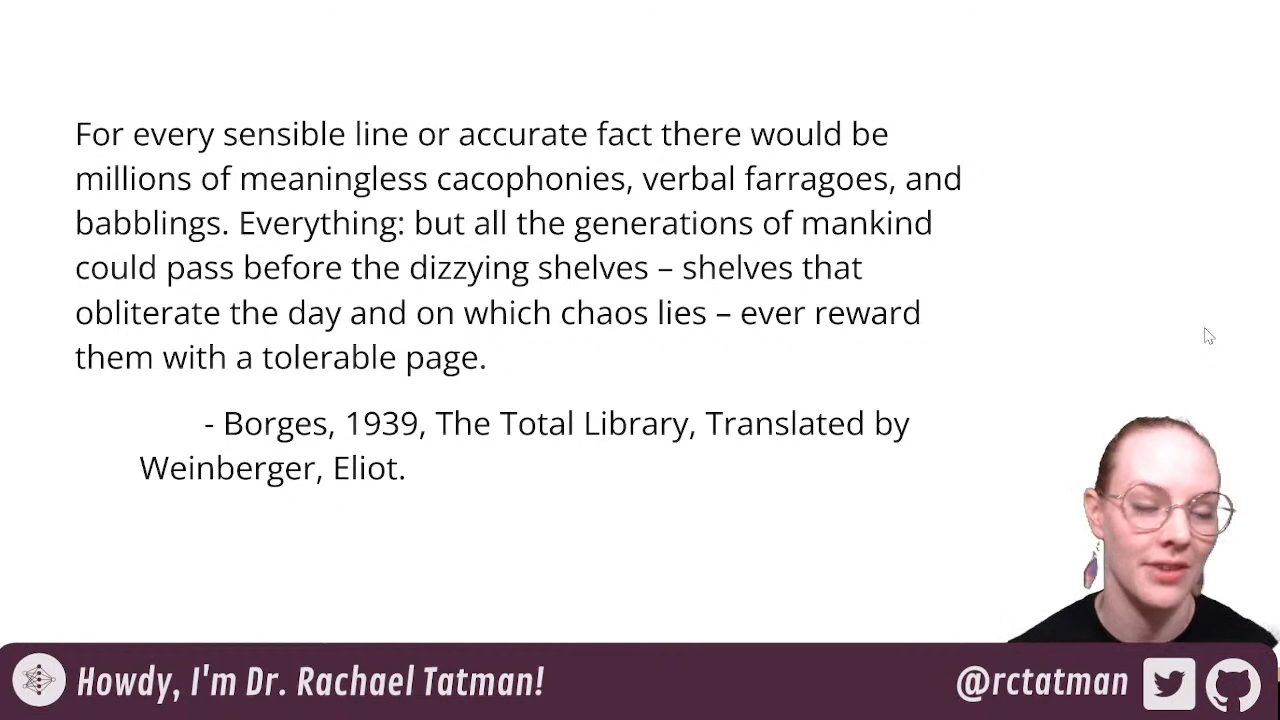 For every sensible line or accurate fact there would be
millions of meaningless cacophonies, verbal farragoes, and
babblings. Everything: but all the generations of mankind
could pass before the dizzying shelves – shelves that
obliterate the day and on which chaos lies – ever reward
them with a tolerable page.
- Borges, 1939, The Total Library, Translated by
Weinberger, Eliot.
Howdy, I'm Dr. Rachael Tatman!
@rctatman